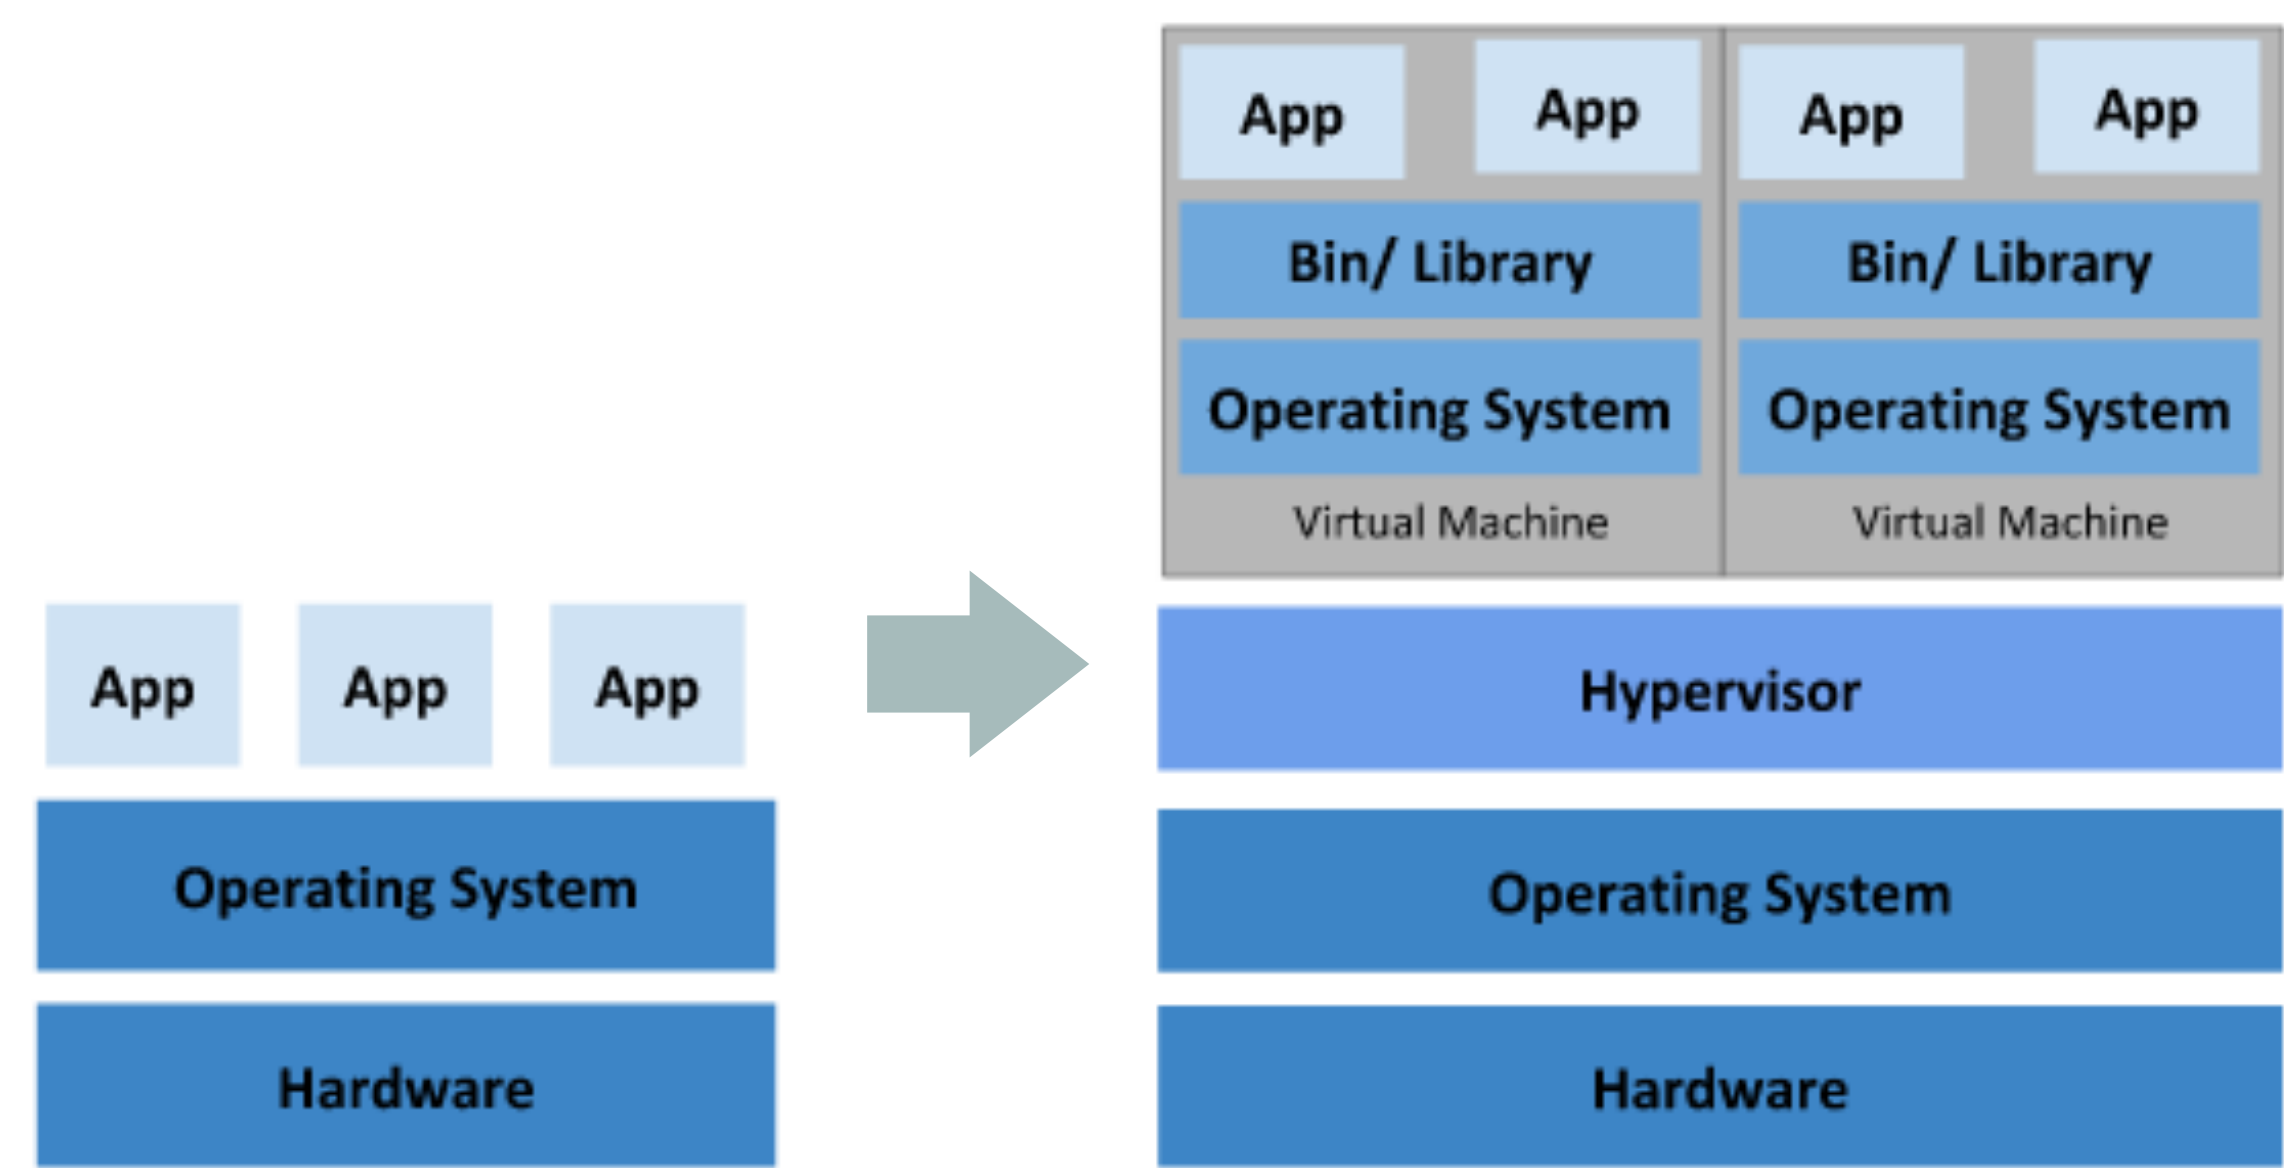 App App App
Operating System
Hardware
App App App App
Bin/ Library Bin/ Library
Operating System Operating System
Virtual Machine Virtual Machine
Hypervisor
Operating System
Hardware